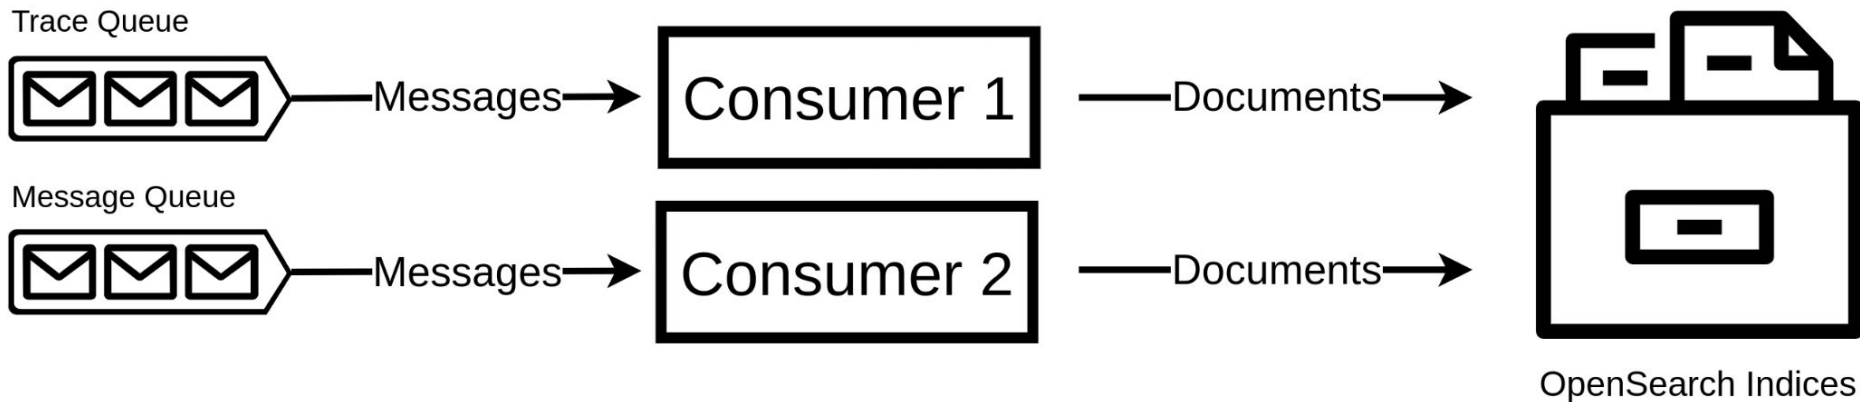 Trace Queue
Messages
Consumer 1
Documents
Message Queue
Messages
Consumer 2
Documents
OpenSearch Indices